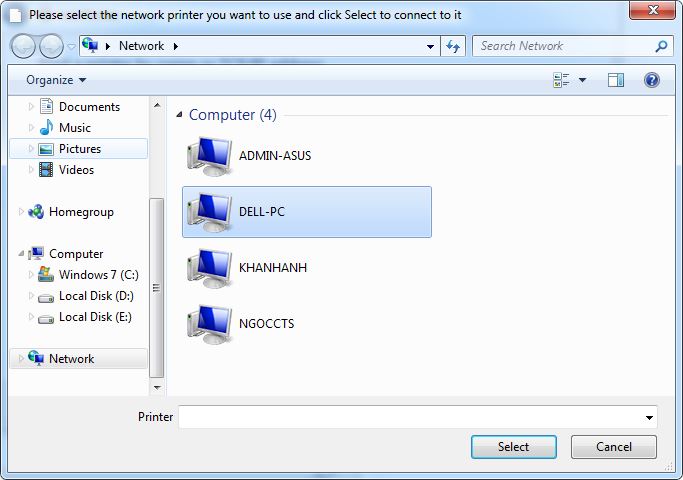 Please select the network printer you want to use and click Select to connect to it
Network
Search Network
Organize
Documents
Music
Pictures
Videos
Homegroup
Computer
Windows 7 (C:)
Local Disk (D:)
Local Disk (E:)
Network
Computer (4)
ADMIN-ASUS
DELL-PC
KHANHANH
NGOCCTS
Printer
Select
Cancel